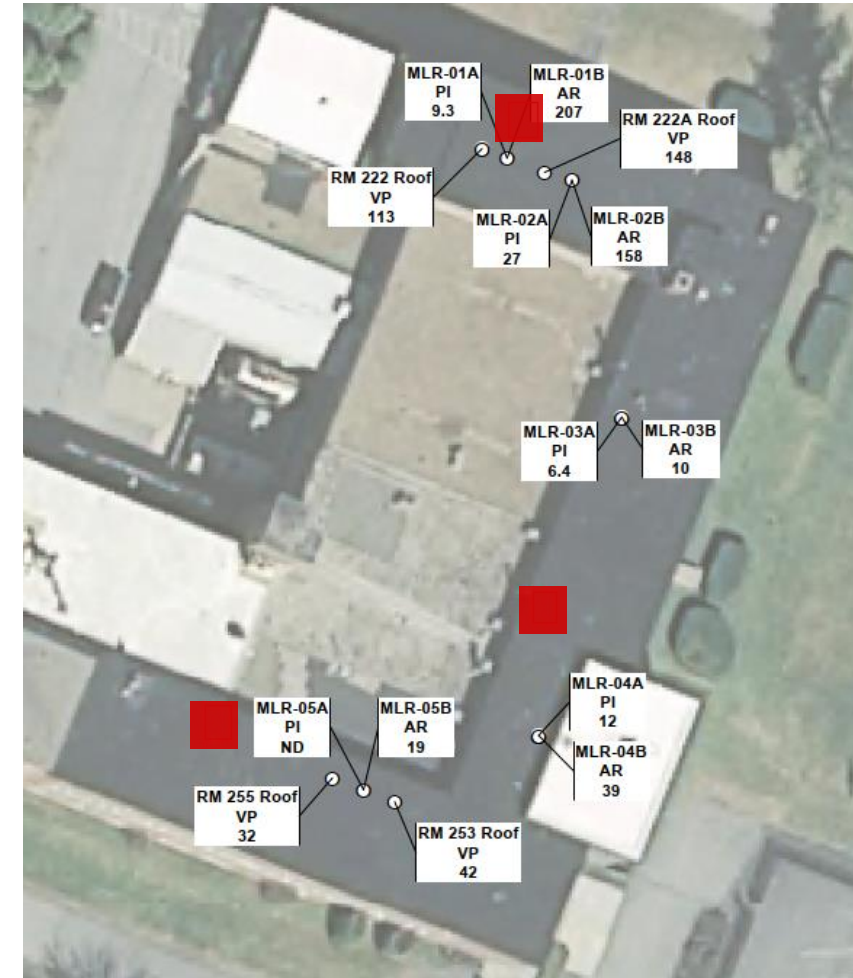 MLR-01A
PI
9.3
MLR-01B
AR
207
RM 222A Roof
VP
148
RM 222 Roof
VP
113
MLR-02A
PI
27
MLR-02B
AR
158
MLR-03A
PI
6.4
MLR-03B
AR
10
MLR-04A
PI
12
MLR-04B
AR
39
MLR-05A
PI
ND
MLR-05B
AR
19
RM 255 Roof
VP
32
RM 253 Roof
VP
42